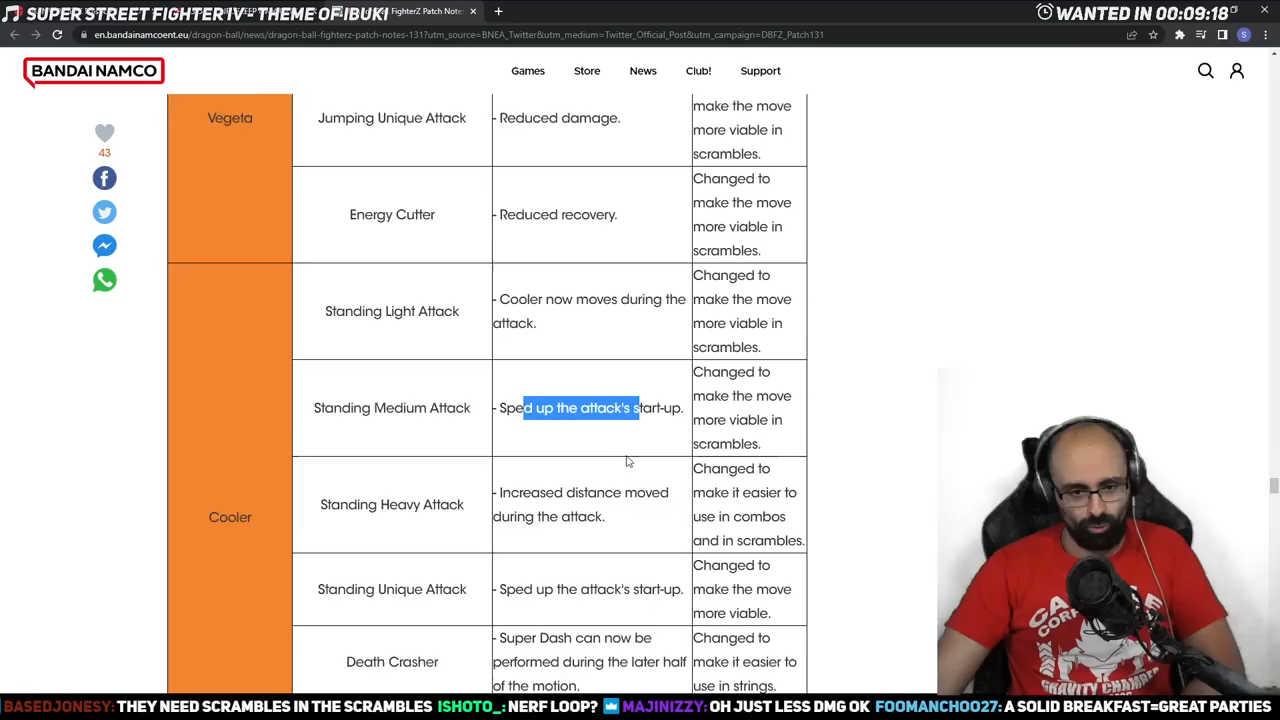 SUPER STREET FIGHTER IV - THEME OF IBUKI
FighterZ Patch Note
WANTED IN 00:09:18
en.bandainamcoent.eu/dragon-ball/news/dragon-ball-fighterz-patch-notes-131?utm_source=BNEA_Twitter&utm_medium=Twitter_Official_Post&utm_campaign=DBFZ_Patch131
S
BANDAI NAMCO
Games
Store
News
Club!
Support
43
Vegeta
Jumping Unique Attack
- Reduced damage.
make the move
more viable in
scrambles.
Energy Cutter
- Reduced recovery.
Changed to
make the move
more viable in
scrambles.
Cooler
Standing Light Attack
- Cooler now moves during the
attack.
Changed to
make the move
more viable in
scrambles.
Standing Medium Attack
- Sped up the attack's start-up.
Changed to
make the move
more viable in
scrambles.
Standing Heavy Attack
- Increased distance moved
during the attack.
Changed to
make it easier to
use in combos
and in scrambles.
Standing Unique Attack
- Sped up the attack's start-up.
Changed to
make the move
more viable.
Death Crasher
- Super Dash can now be
performed during the later half
of the motion.
Changed to
make it easier to
use in strings.
GRAVITY CHAMBER
BASEDJONESY: THEY NEED SCRAMBLES IN THE SCRAMBLES ISHOTO_: NERF LOOP? MAJINIZZY: OH JUST LESS DMG OK FOOMANCHOO27: A SOLID BREAKFAST=GREAT PARTIES